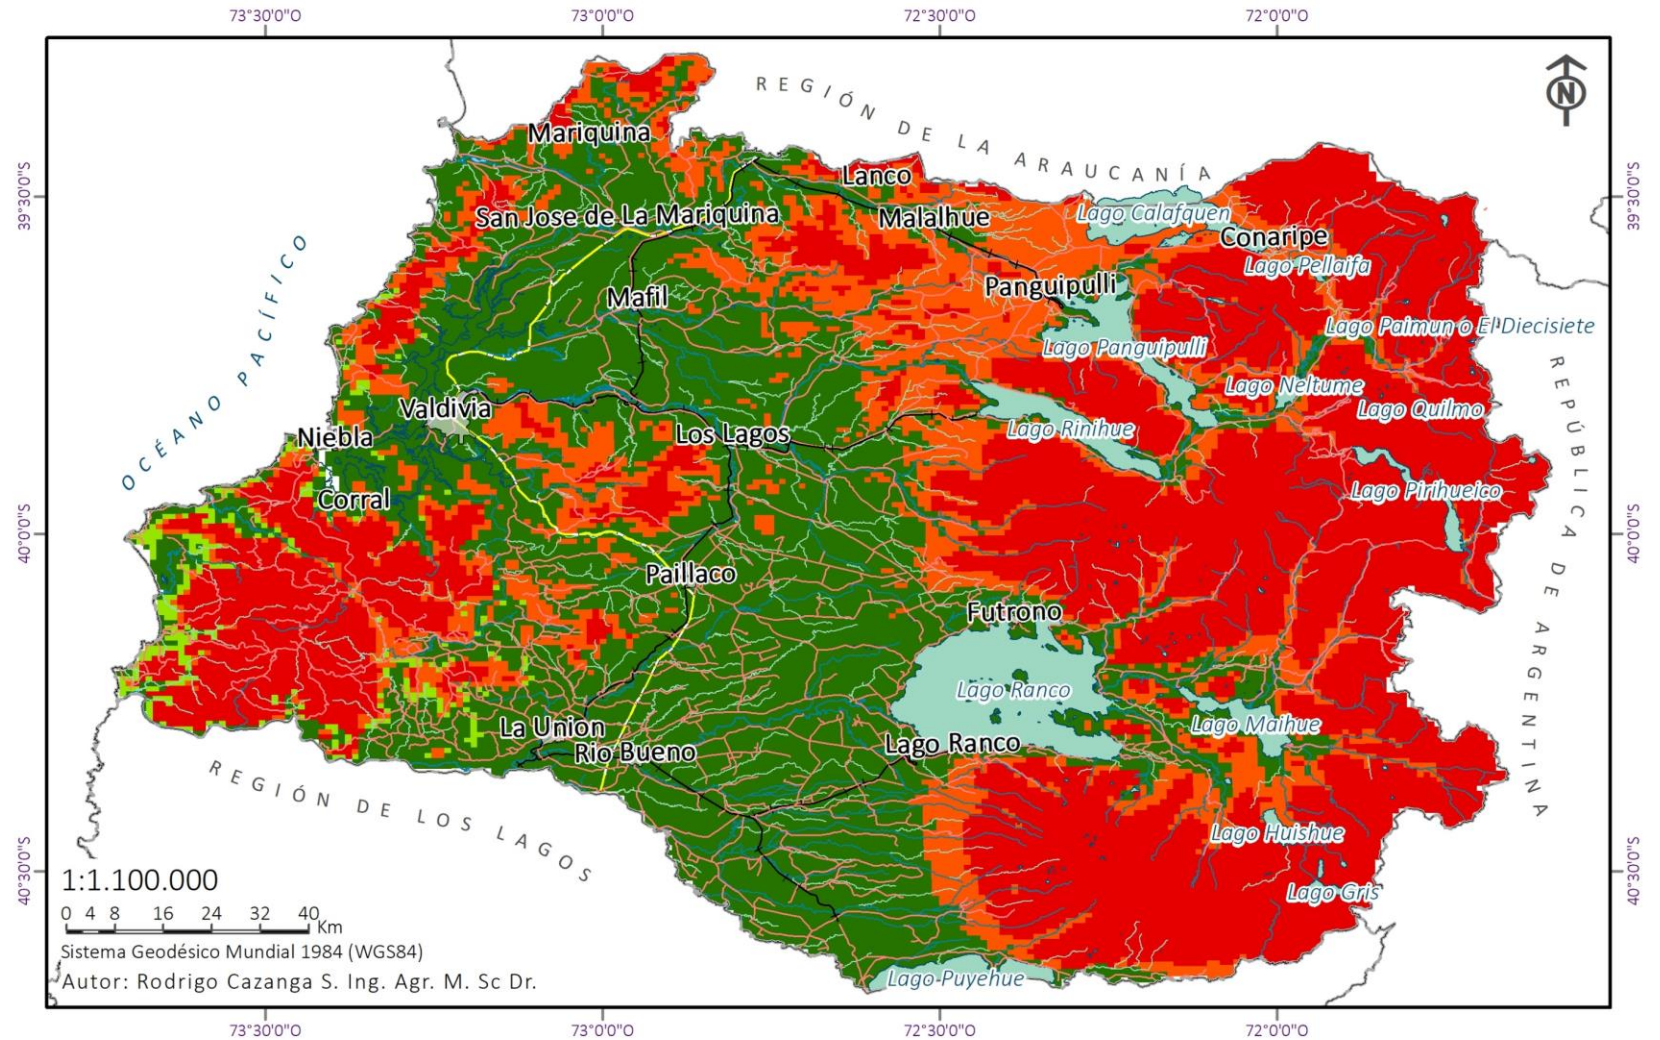 73°30'0"O 73°0'0"O 72°30'0"O 72°0'0"O
N
REGIÓN DE LA ARAUCANÍA
Mariquina
Lanco
39°30'0"S
39°30'0"S
San Jose de La Mariquina
Malalhue
Lago Calafquen
Conaripe
Lago Pellaifa
OCÉANO PACÍFICO
Mafil
Panguipulli
Lago Paimun o El Diecisiete
Lago Panguipulli
Lago Neltume
Valdivia
Lago Quilmo
Niebla
Los Lagos
Lago Rinihue
REPÚBLICA DE ARGENTINA
Corral
Lago Pirihueico
40°0'0"S
40°0'0"S
Paillaco
Futrono
Lago Ranco
La Union
Lago Maihue
Rio Bueno
Lago Ranco
REGIÓN DE LOS LAGOS
Lago Huishue
40°30'0"S
40°30'0"S
1:1.100.000
Lago Gris
0 4 8 16 24 32 40 Km
Sistema Geodésico Mundial 1984 (WGS84)
Autor: Rodrigo Cazanga S. Ing. Agr. M. Sc Dr.
Lago Puyehue
73°30'0"O 73°0'0"O 72°30'0"O 72°0'0"O